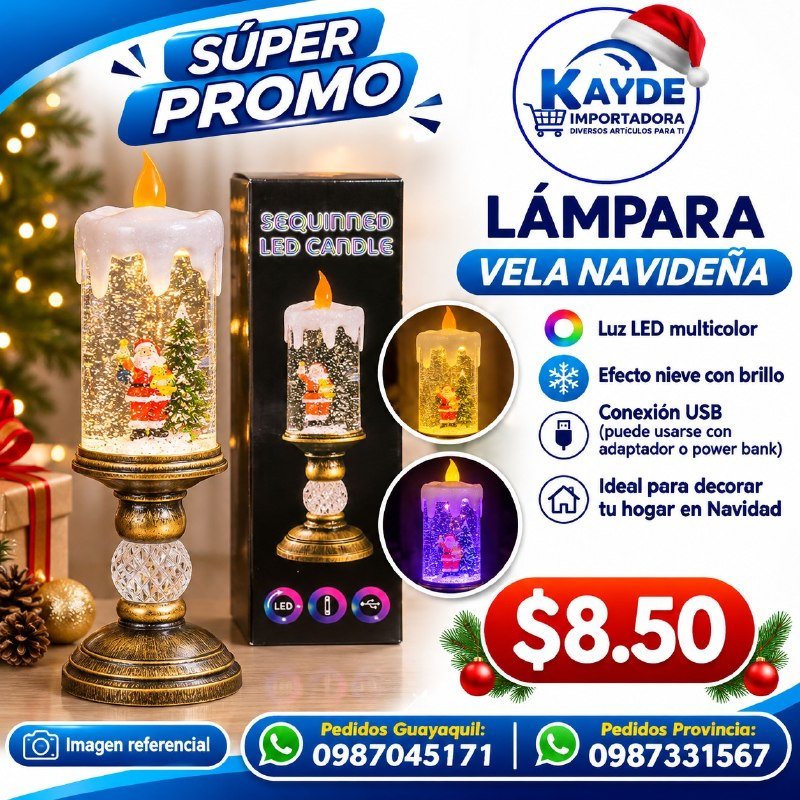 SÚPER
PROMO
KAYDE
IMPORTADORA
DIVERSOS ARTÍCULOS PARA TI
SEQUINNED
LED CANDLE
LED
LÁMPARA
VELA NAVIDEÑA
Luz LED multicolor
Efecto nieve con brillo
Conexión USB
(puede usarse con
adaptador o power bank)
Ideal para decorar
tu hogar en Navidad
$8.50
Imagen referencial
Pedidos Guayaquil:
0987045171
Pedidos Provincia:
0987331567